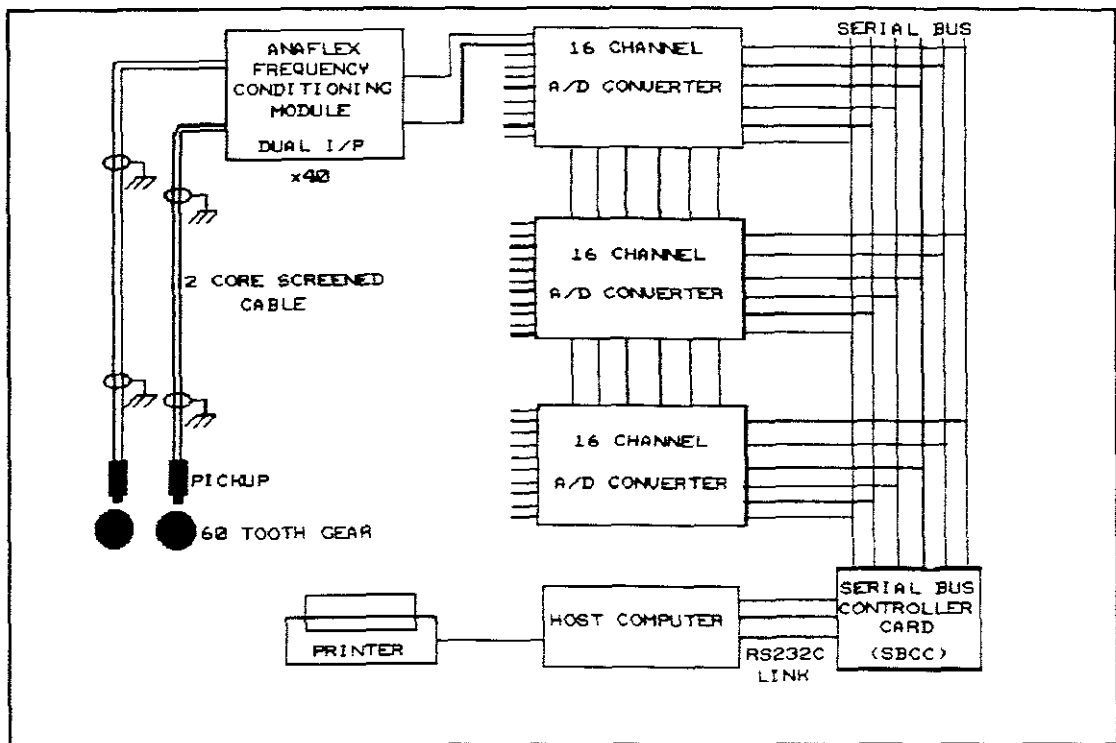 ANAFLEX
FREQUENCY
CONDITIONING
MODULE
DUAL I/P
x40
16 CHANNEL
A/D CONVERTER
SERIAL BUS
16 CHANNEL
A/D CONVERTER
2 CORE SCREENED
CABLE
16 CHANNEL
A/D CONVERTER
PICKUP
60 TOOTH GEAR
SERIAL BUS
CONTROLLER
CARD
(SBCC)
HOST COMPUTER
PRINTER
RS232C
LINK